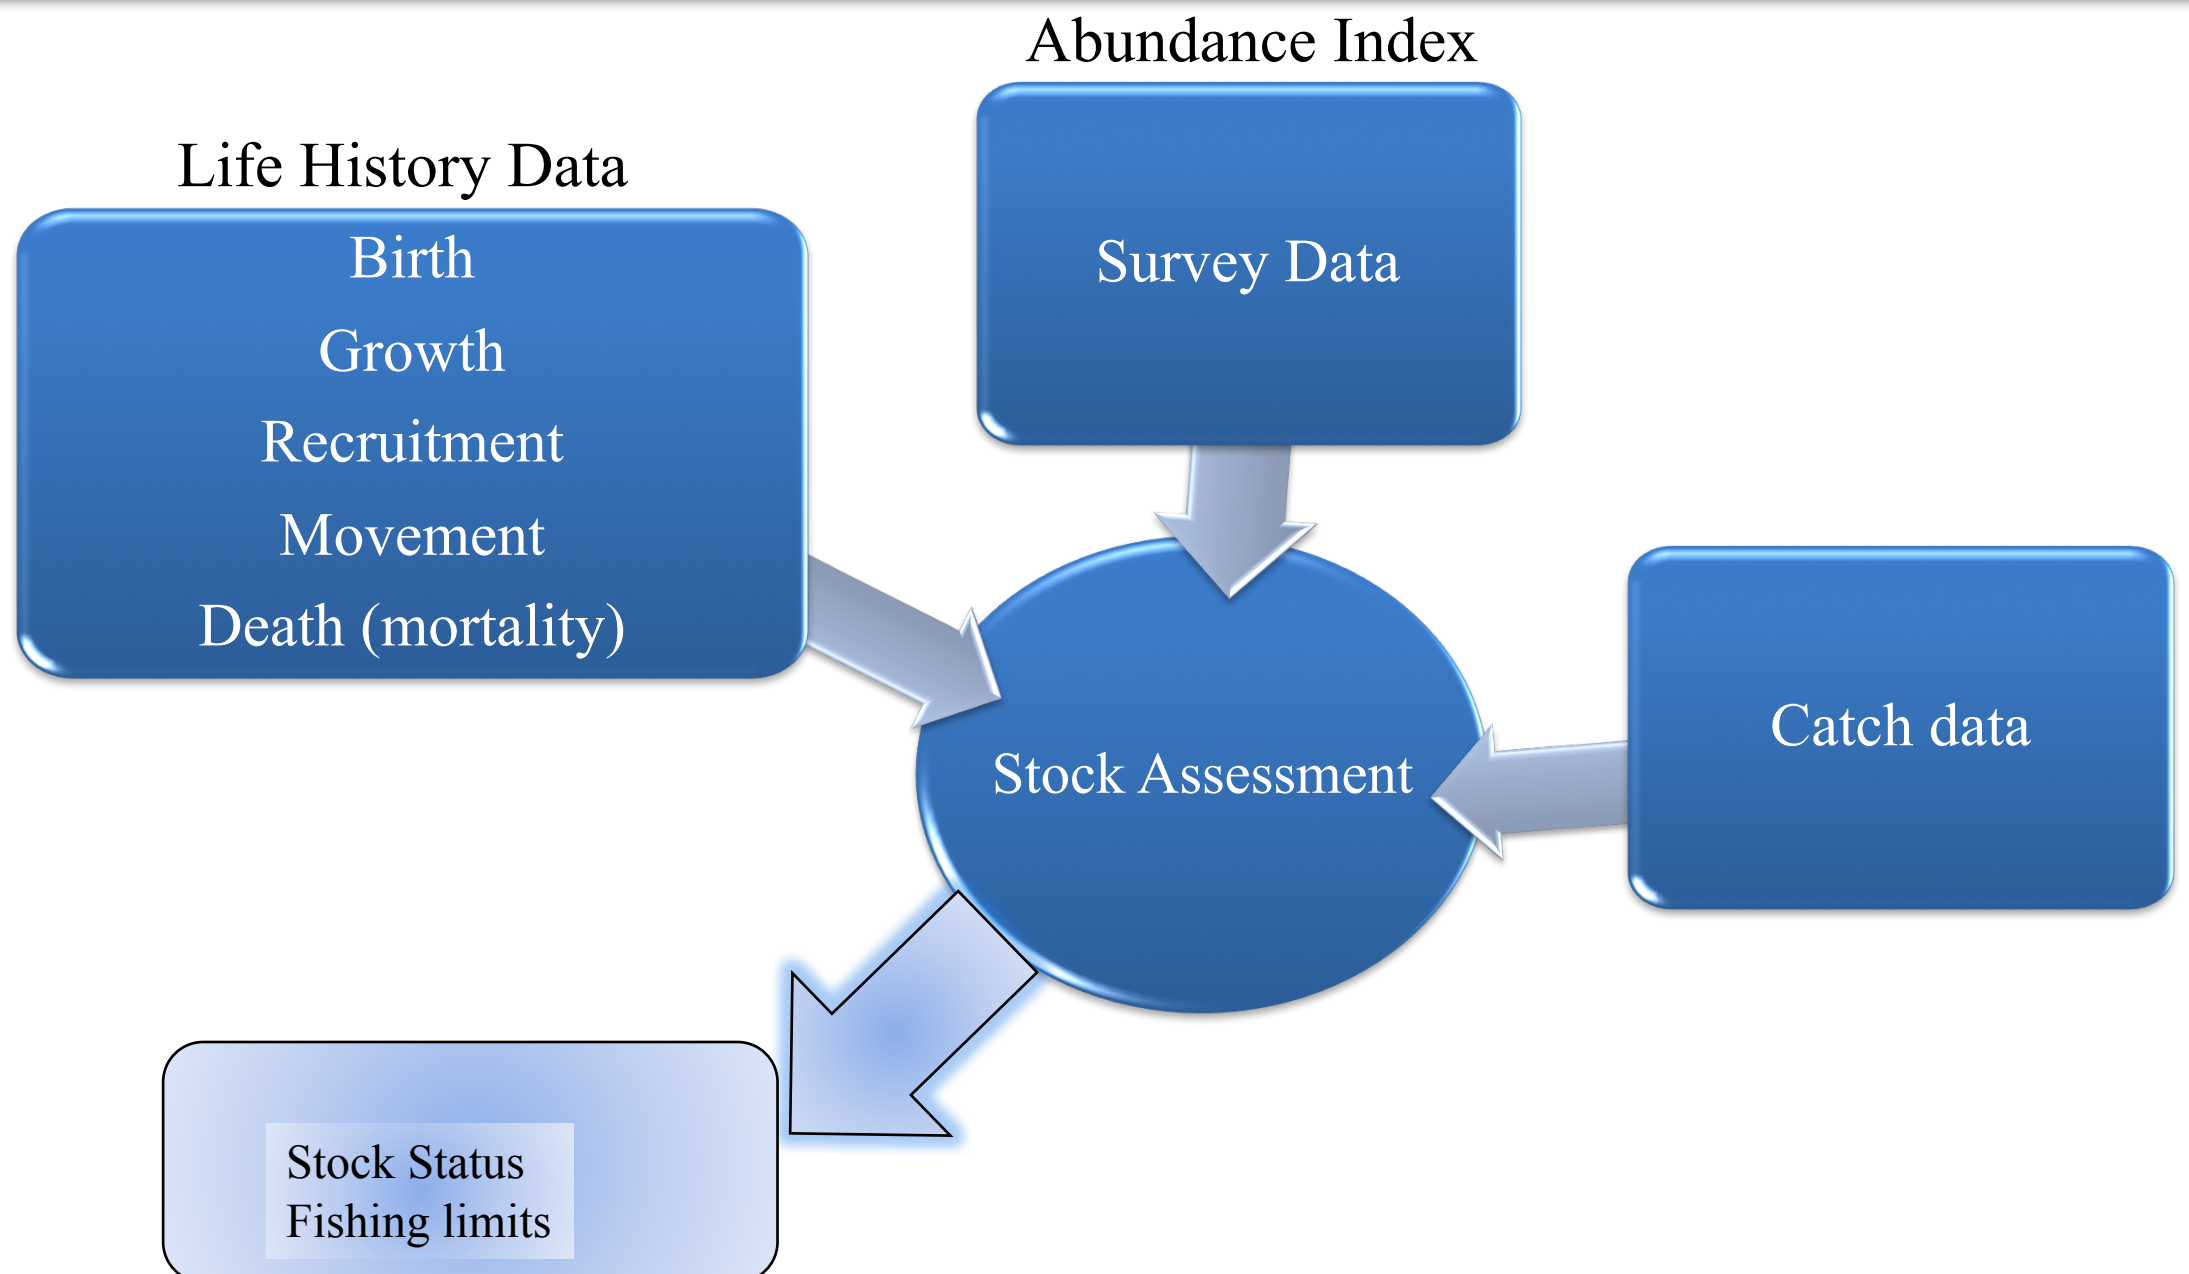 Abundance Index
Survey Data
Life History Data
Birth
Growth
Recruitment
Movement
Death (mortality)
Catch data
Stock Assessment
Stock Status
Fishing limits